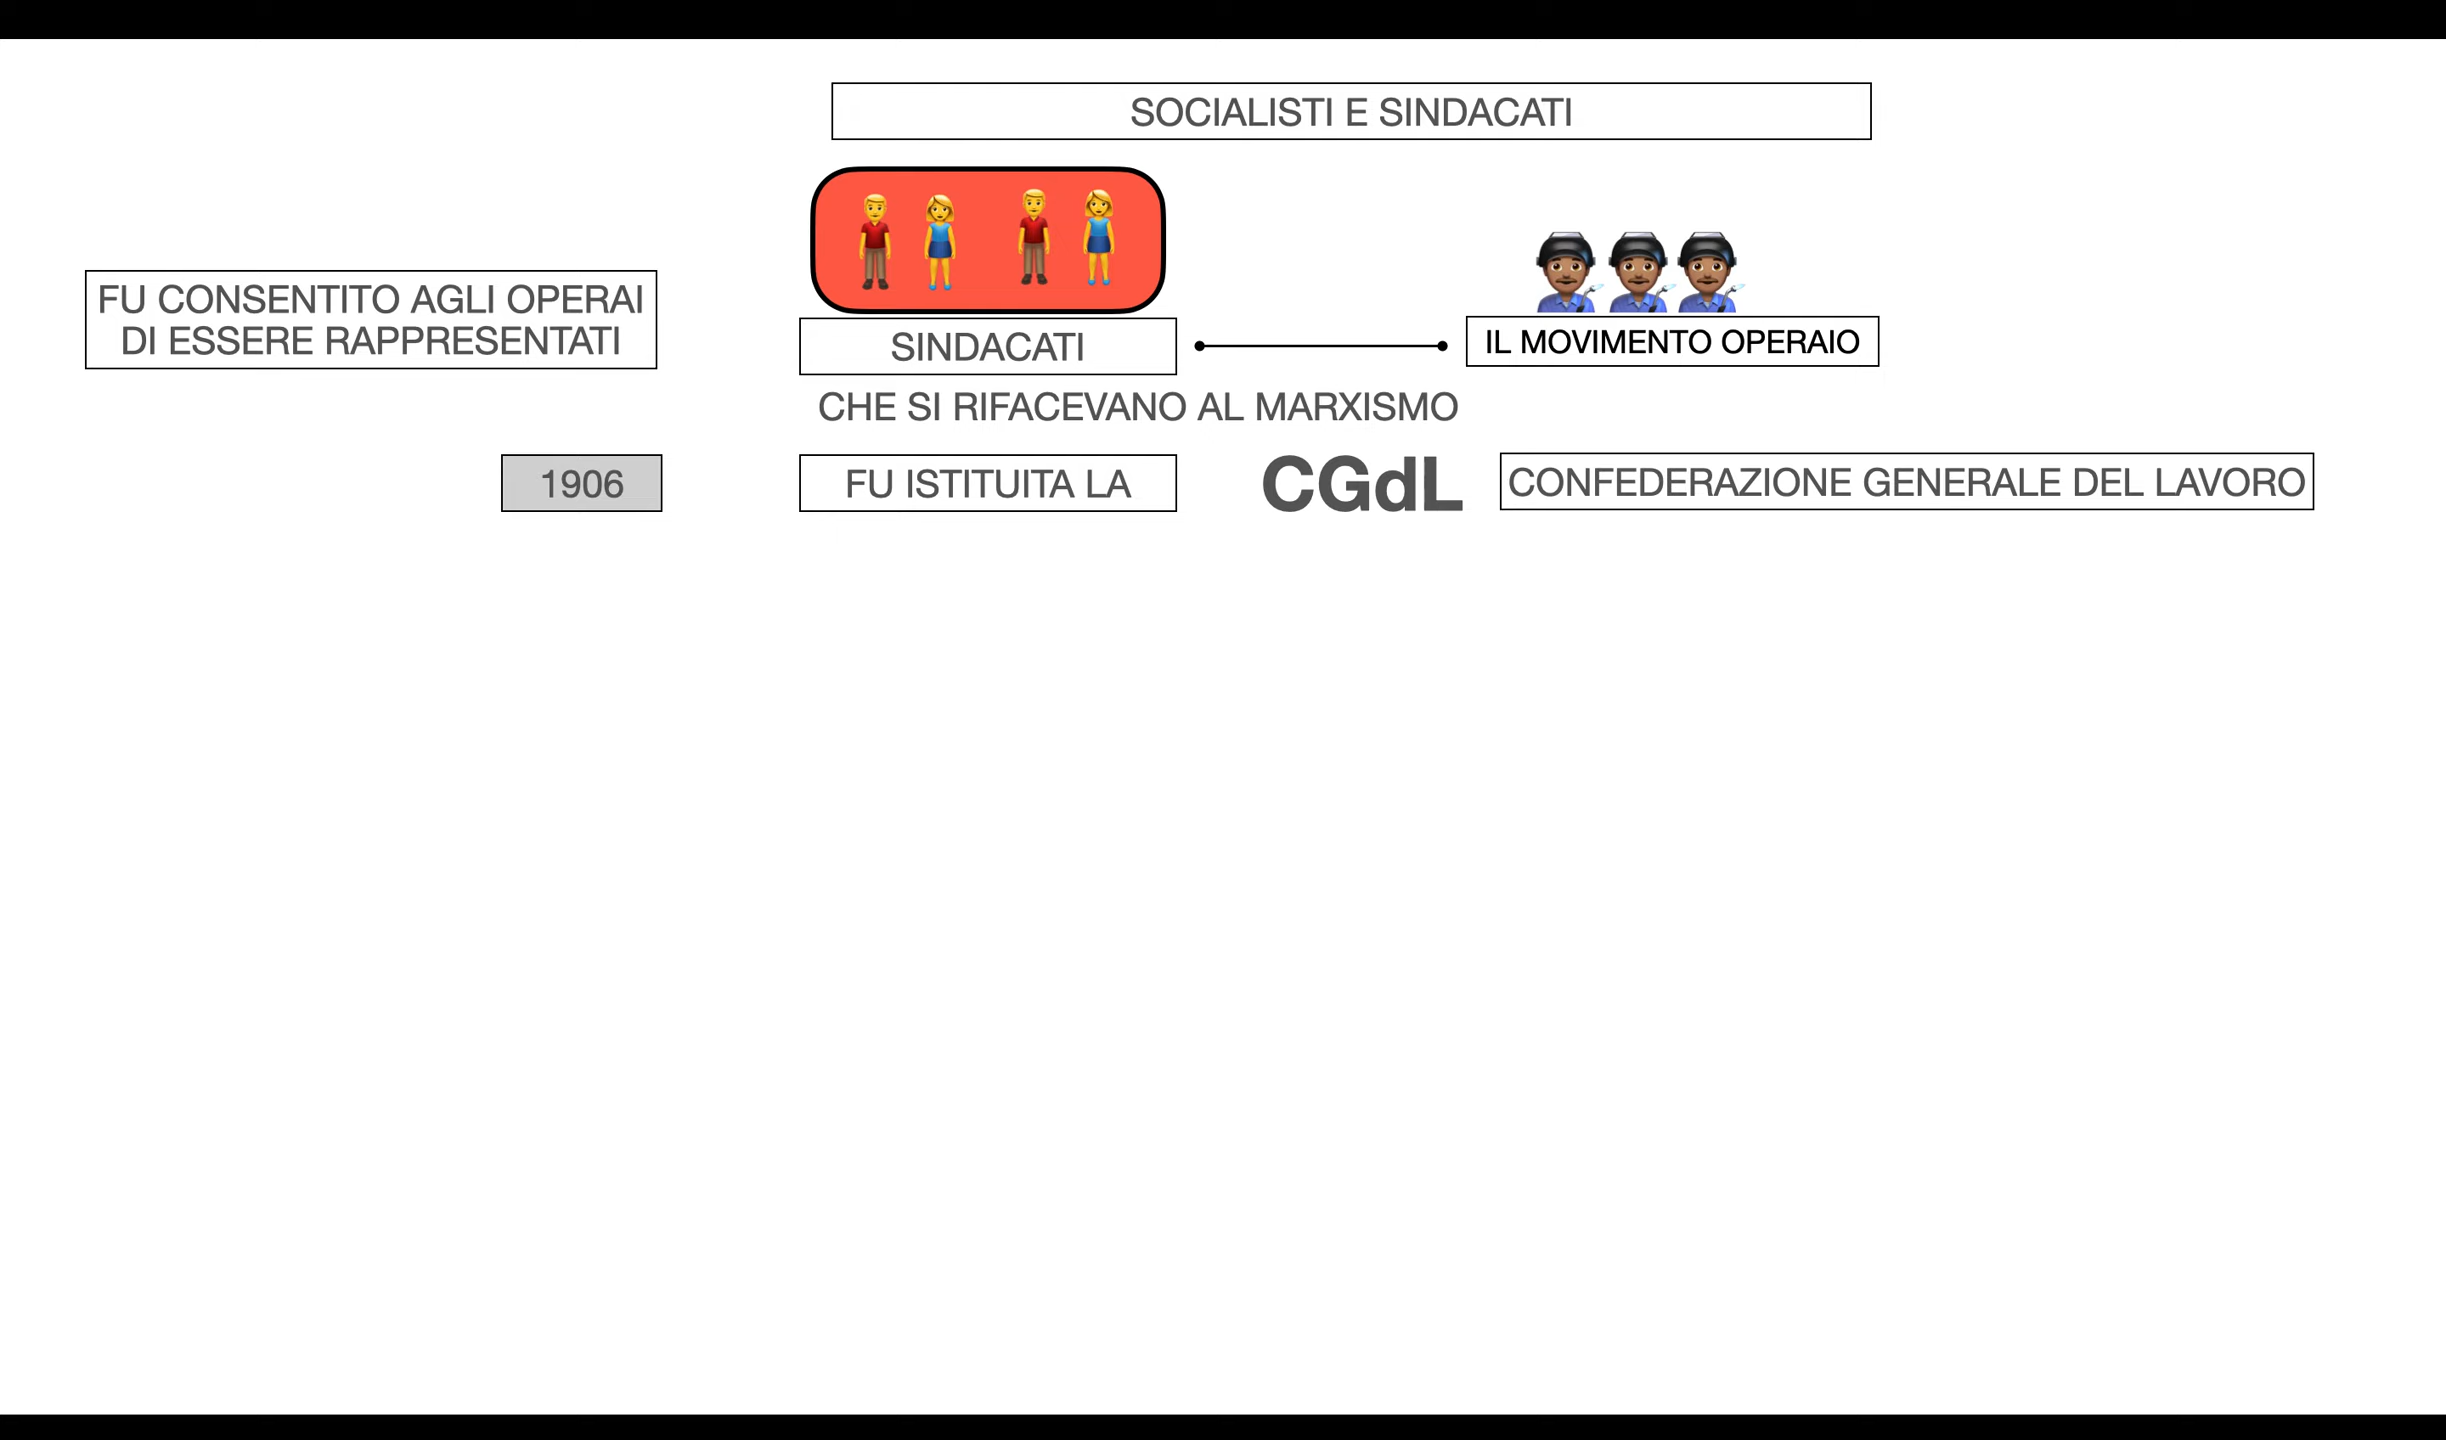 SOCIALISTI E SINDACATI
FU CONSENTITO AGLI OPERAI
DI ESSERE RAPPRESENTATI
SINDACATI
IL MOVIMENTO OPERAIO
CHE SI RIFACEVANO AL MARXISMO
1906
FU ISTITUITA LA
CGdL
CONFEDERAZIONE GENERALE DEL LAVORO